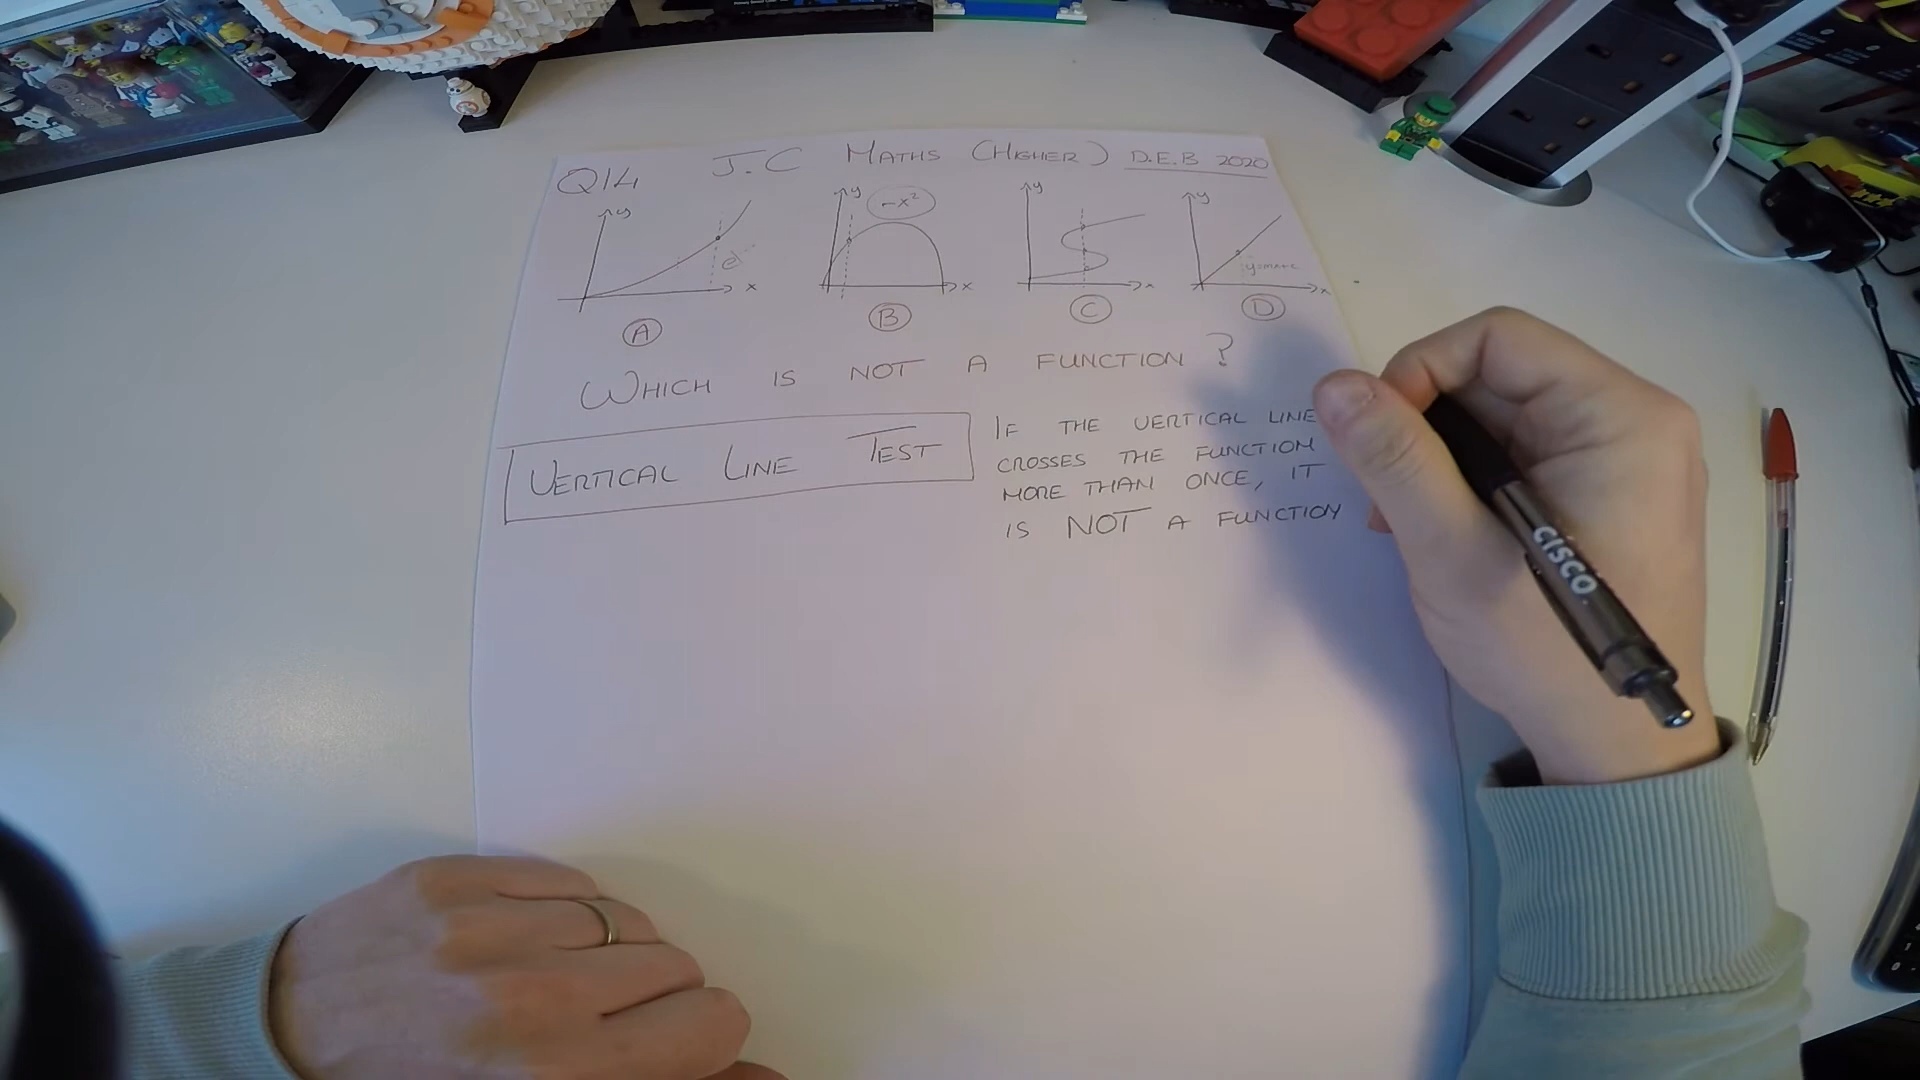 Q14 J.C MATHS (HIGHER) D.E.B 2020
y y -x² y y
x x x x
y=mx+c
A B C D
WHICH IS NOT A FUNCTION?
VERTICAL LINE TEST
IF THE VERTICAL LINE
CROSSES THE FUNCTION
MORE THAN ONCE, IT
IS NOT A FUNCTION
CISCO